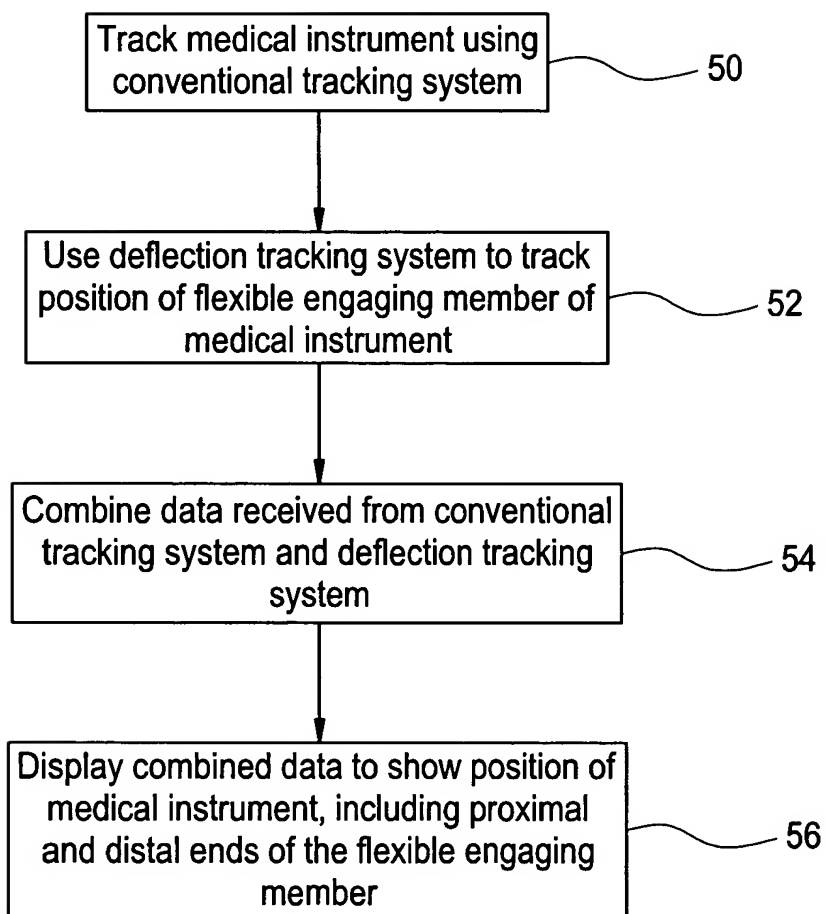 Track medical instrument using
conventional tracking system
50
Use deflection tracking system to track
position of flexible engaging member of
medical instrument
52
Combine data received from conventional
tracking system and deflection tracking
system
54
Display combined data to show position of
medical instrument, including proximal
and distal ends of the flexible engaging
member
56